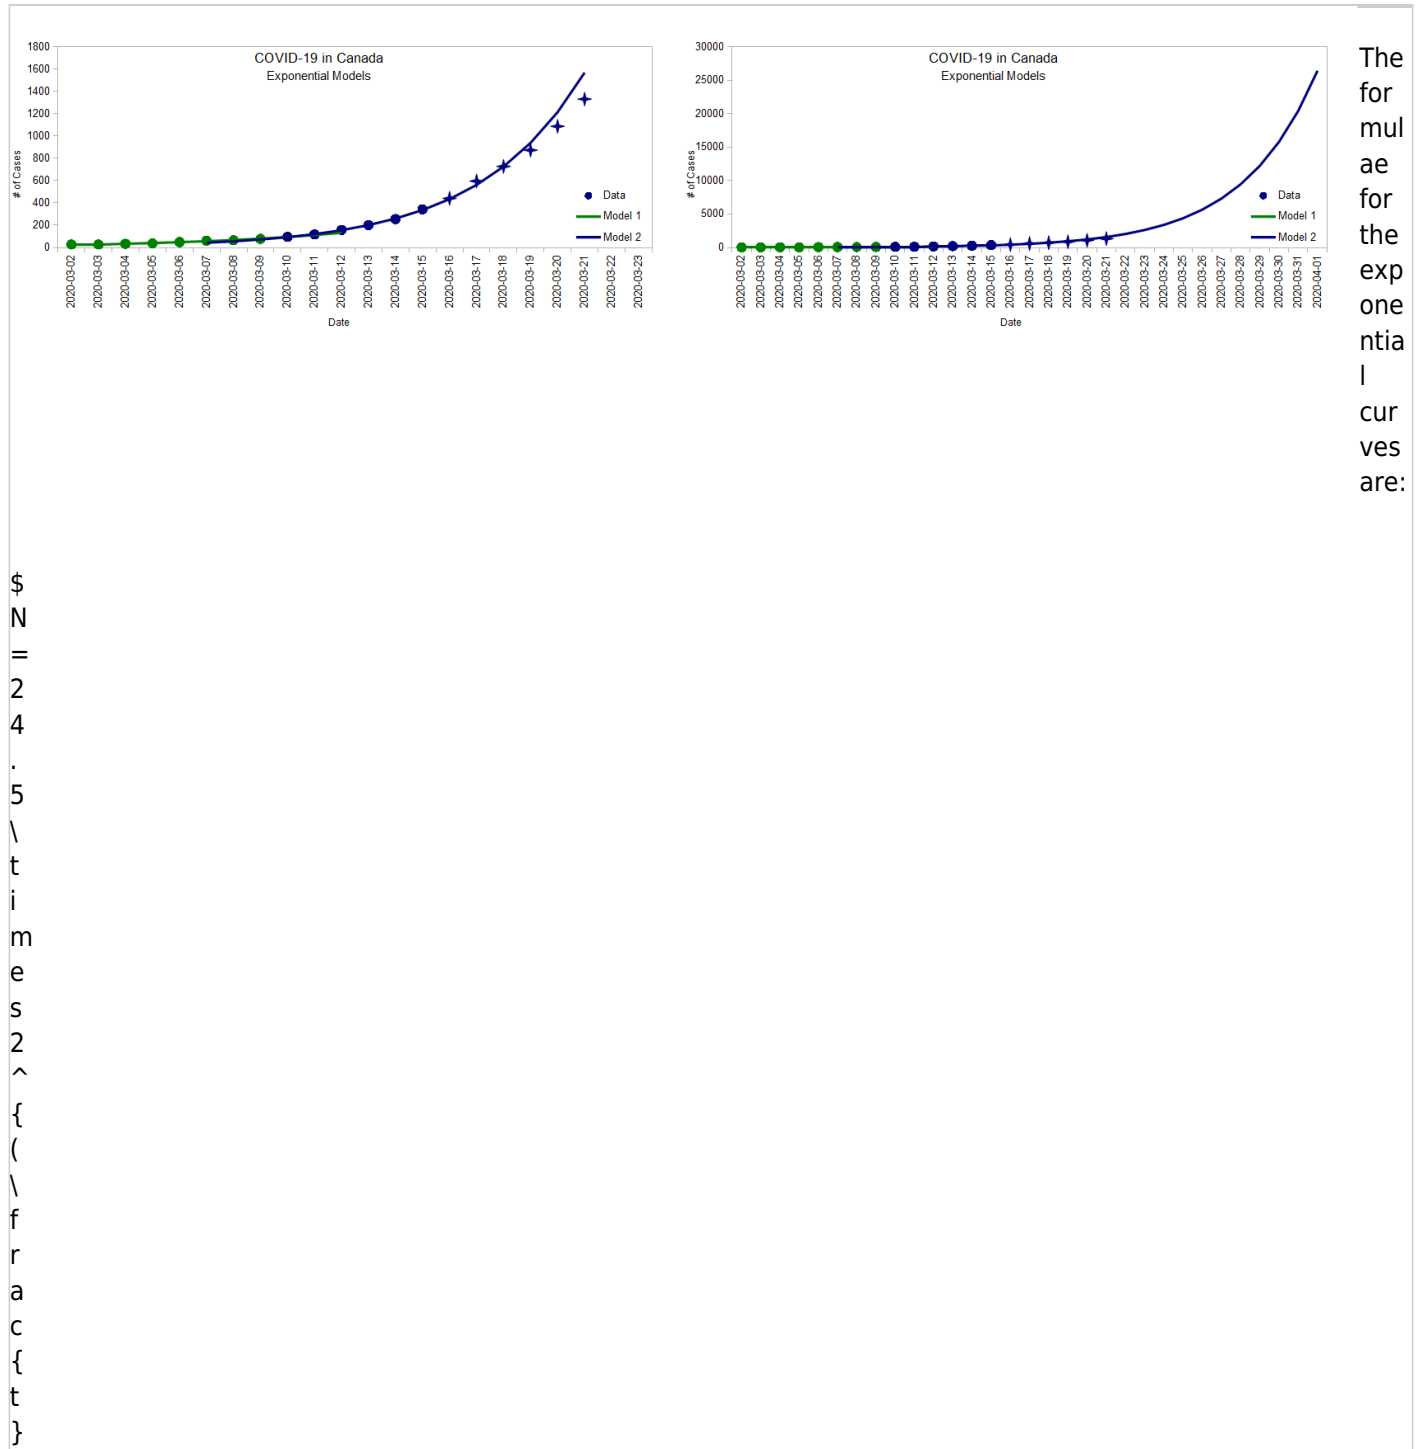 COVID-19 in Canada
Exponential Models
1800
1600
1400
1200
1000
800
600
400
200
0
# of Cases
Data
Model 1
Model 2
2020-03-02
2020-03-03
2020-03-04
2020-03-05
2020-03-06
2020-03-07
2020-03-08
2020-03-09
2020-03-10
2020-03-11
2020-03-12
2020-03-13
2020-03-14
2020-03-15
2020-03-16
2020-03-17
2020-03-18
2020-03-19
2020-03-20
2020-03-21
2020-03-22
2020-03-23
Date
COVID-19 in Canada
Exponential Models
30000
25000
20000
15000
10000
5000
0
# of Cases
Data
Model 1
Model 2
2020-03-02
2020-03-03
2020-03-04
2020-03-05
2020-03-06
2020-03-07
2020-03-08
2020-03-09
2020-03-10
2020-03-11
2020-03-12
2020-03-13
2020-03-14
2020-03-15
2020-03-16
2020-03-17
2020-03-18
2020-03-19
2020-03-20
2020-03-21
2020-03-22
2020-03-23
2020-03-24
2020-03-25
2020-03-26
2020-03-27
2020-03-28
2020-03-29
2020-03-30
2020-03-31
2020-04-01
Date
The
for
mul
ae
for
the
exp
one
ntia
l
cur
ves
are:
$
N
=
2
4
.
5
\
t
i
m
e
s
2
^
{
(
\
f
r
a
c
{
t
}